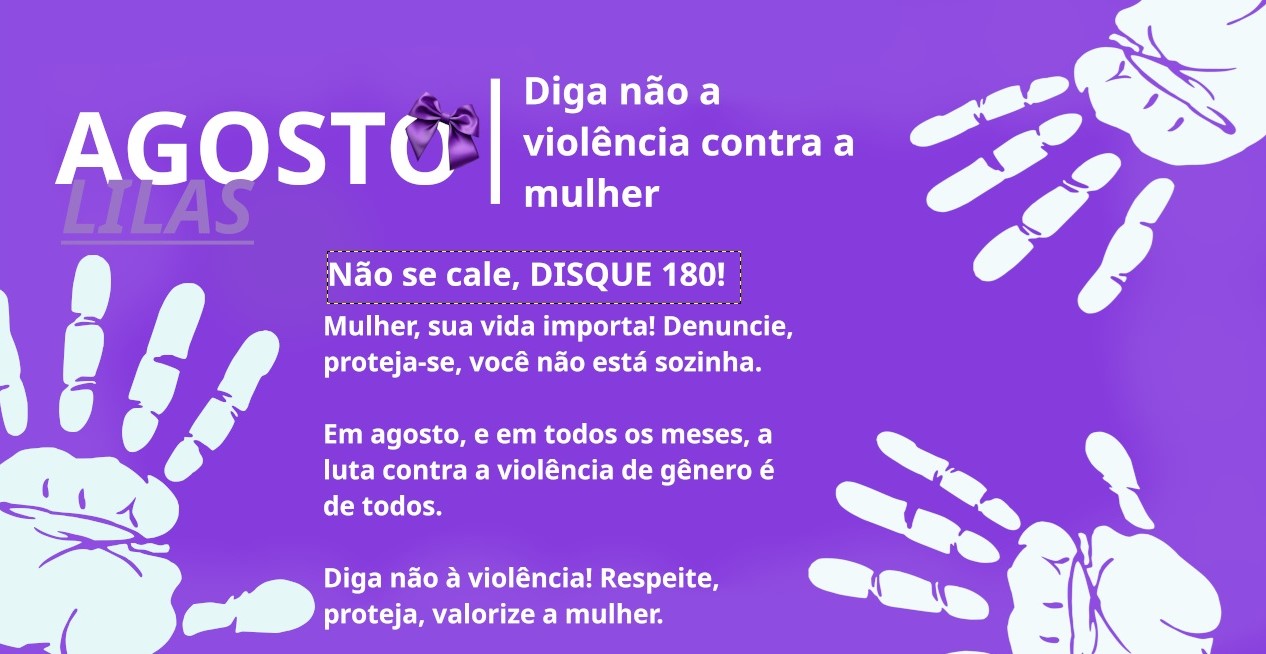 AGOSTO
LILAS
Diga não a
violência contra a
mulher
Não se cale, DISQUE 180!
Mulher, sua vida importa! Denuncie,
proteja-se, você não está sozinha.
Em agosto, e em todos os meses, a
luta contra a violência de gênero é
de todos.
Diga não à violência! Respeite,
proteja, valorize a mulher.